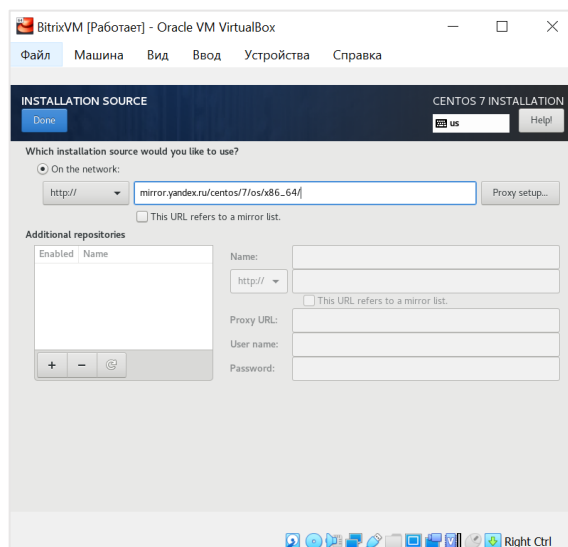 BitrixVM [Работает] - Oracle VM VirtualBox
Файл Машина Вид Ввод Устройства Справка
INSTALLATION SOURCE
CENTOS 7 INSTALLATION
Done
us
Help!
Which installation source would you like to use?
On the network:
http:// mirror.yandex.ru/centos/7/os/x86_64/ Proxy setup...
This URL refers to a mirror list.
Additional repositories
Enabled Name
Name:
http://
This URL refers to a mirror list.
Proxy URL:
User name:
Password:
+ −
Right Ctrl